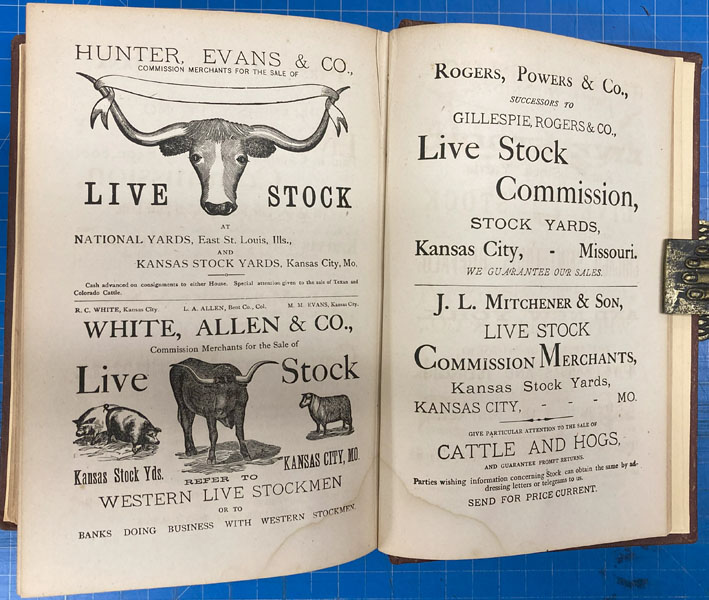 HUNTER, EVANS & CO.,
COMMISSION MERCHANTS FOR THE SALE OF
LIVE STOCK
AT
NATIONAL YARDS, East St. Louis, Ills.,
AND
KANSAS STOCK YARDS, Kansas City, Mo.
Cash advanced on consignments to either House. Special attention given to the sale of Texas and
Colorado Cattle.
R. C. WHITE, Kansas City. L. A. ALLEN, Bent Co., Col. M. M. EVANS, Kansas City.
WHITE, ALLEN & CO.,
Commission Merchants for the Sale of
Live Stock
Kansas Stock Yds. KANSAS CITY, MO.
REFER TO
WESTERN LIVE STOCKMEN
OR TO
BANKS DOING BUSINESS WITH WESTERN STOCKMEN.
ROGERS, POWERS & CO.,
SUCCESSORS TO
GILLESPIE, ROGERS & CO.,
Live Stock
Commission,
STOCK YARDS,
Kansas City, - Missouri.
WE GUARANTEE OUR SALES.
J. L. MITCHENER & SON,
LIVE STOCK
COMMISSION MERCHANTS,
Kansas Stock Yards,
KANSAS CITY, - - - MO.
GIVE PARTICULAR ATTENTION TO THE SALE OF
CATTLE AND HOGS,
AND GUARANTEE PROMPT RETURNS.
Parties wishing information concerning Stock can obtain the same by ad-
dressing letters or telegrams to us.
SEND FOR PRICE CURRENT.